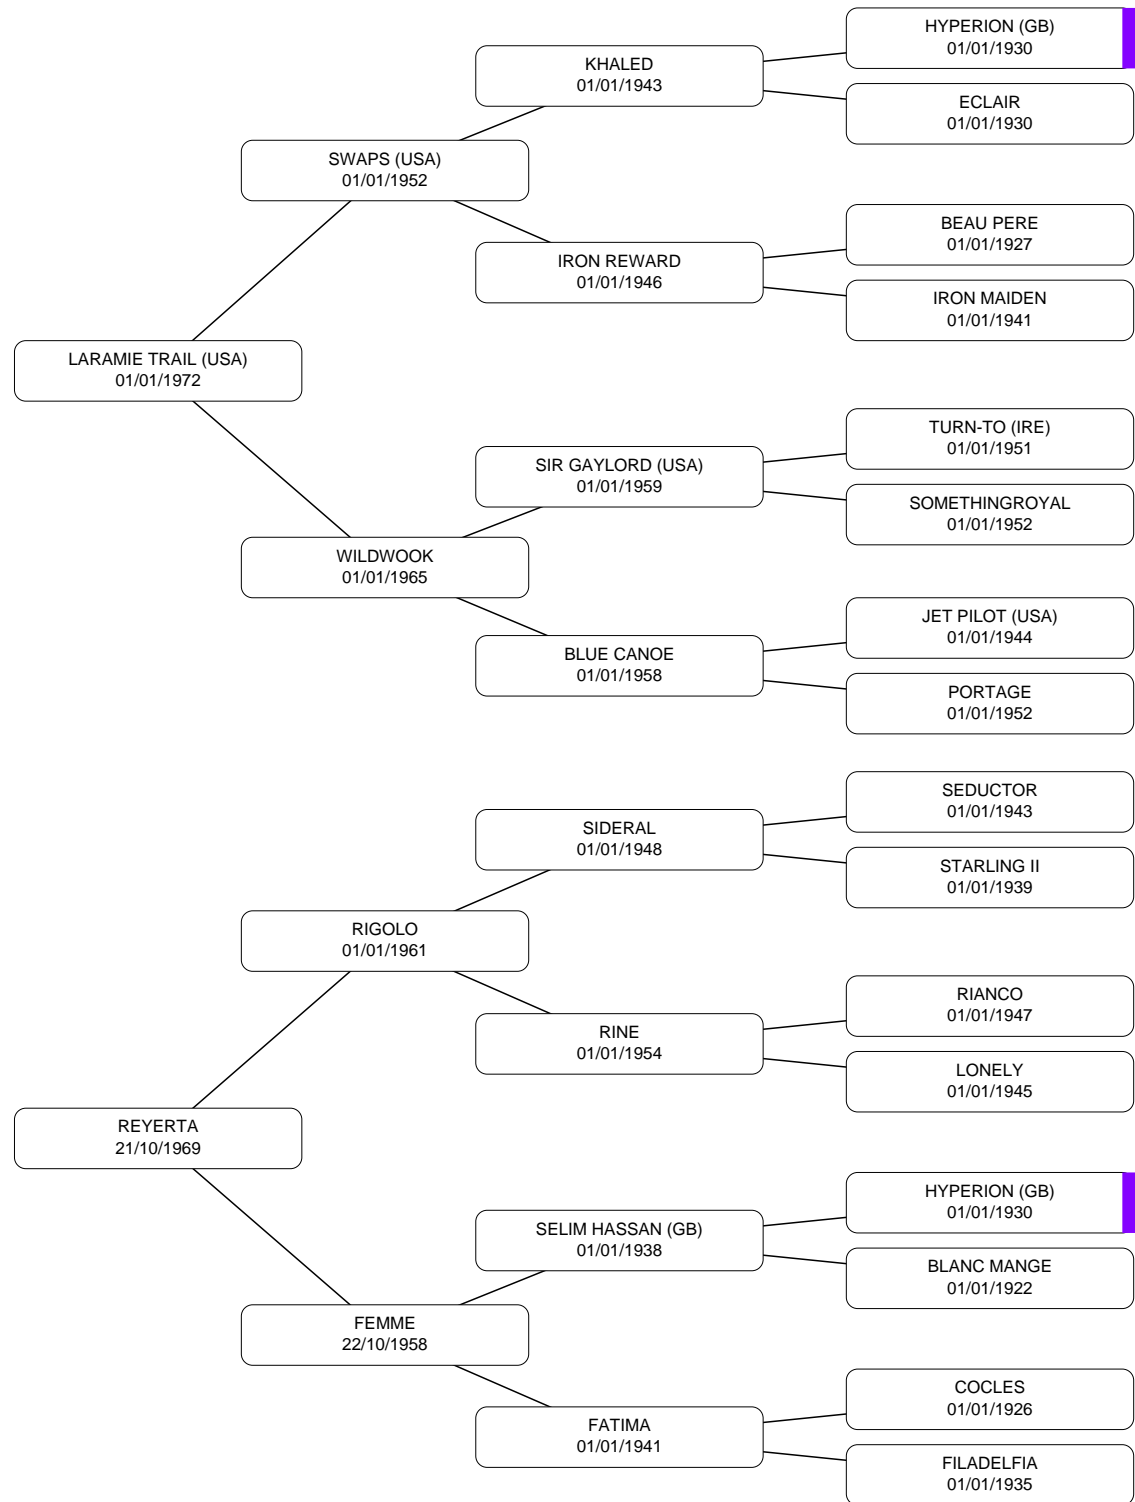 HYPERION (GB)
01/01/1930
KHALED
01/01/1943
ECLAIR
01/01/1930
SWAPS (USA)
01/01/1952
BEAU PERE
01/01/1927
IRON REWARD
01/01/1946
IRON MAIDEN
01/01/1941
LARAMIE TRAIL (USA)
01/01/1972
TURN-TO (IRE)
01/01/1951
SIR GAYLORD (USA)
01/01/1959
SOMETHINGROYAL
01/01/1952
WILDWOOK
01/01/1965
JET PILOT (USA)
01/01/1944
BLUE CANOE
01/01/1958
PORTAGE
01/01/1952
SEDUCTOR
01/01/1943
SIDERAL
01/01/1948
STARLING II
01/01/1939
RIGOLO
01/01/1961
RIANCO
01/01/1947
RINE
01/01/1954
LONELY
01/01/1945
REYERTA
21/10/1969
HYPERION (GB)
01/01/1930
SELIM HASSAN (GB)
01/01/1938
BLANC MANGE
01/01/1922
FEMME
22/10/1958
COCLES
01/01/1926
FATIMA
01/01/1941
FILADELFIA
01/01/1935